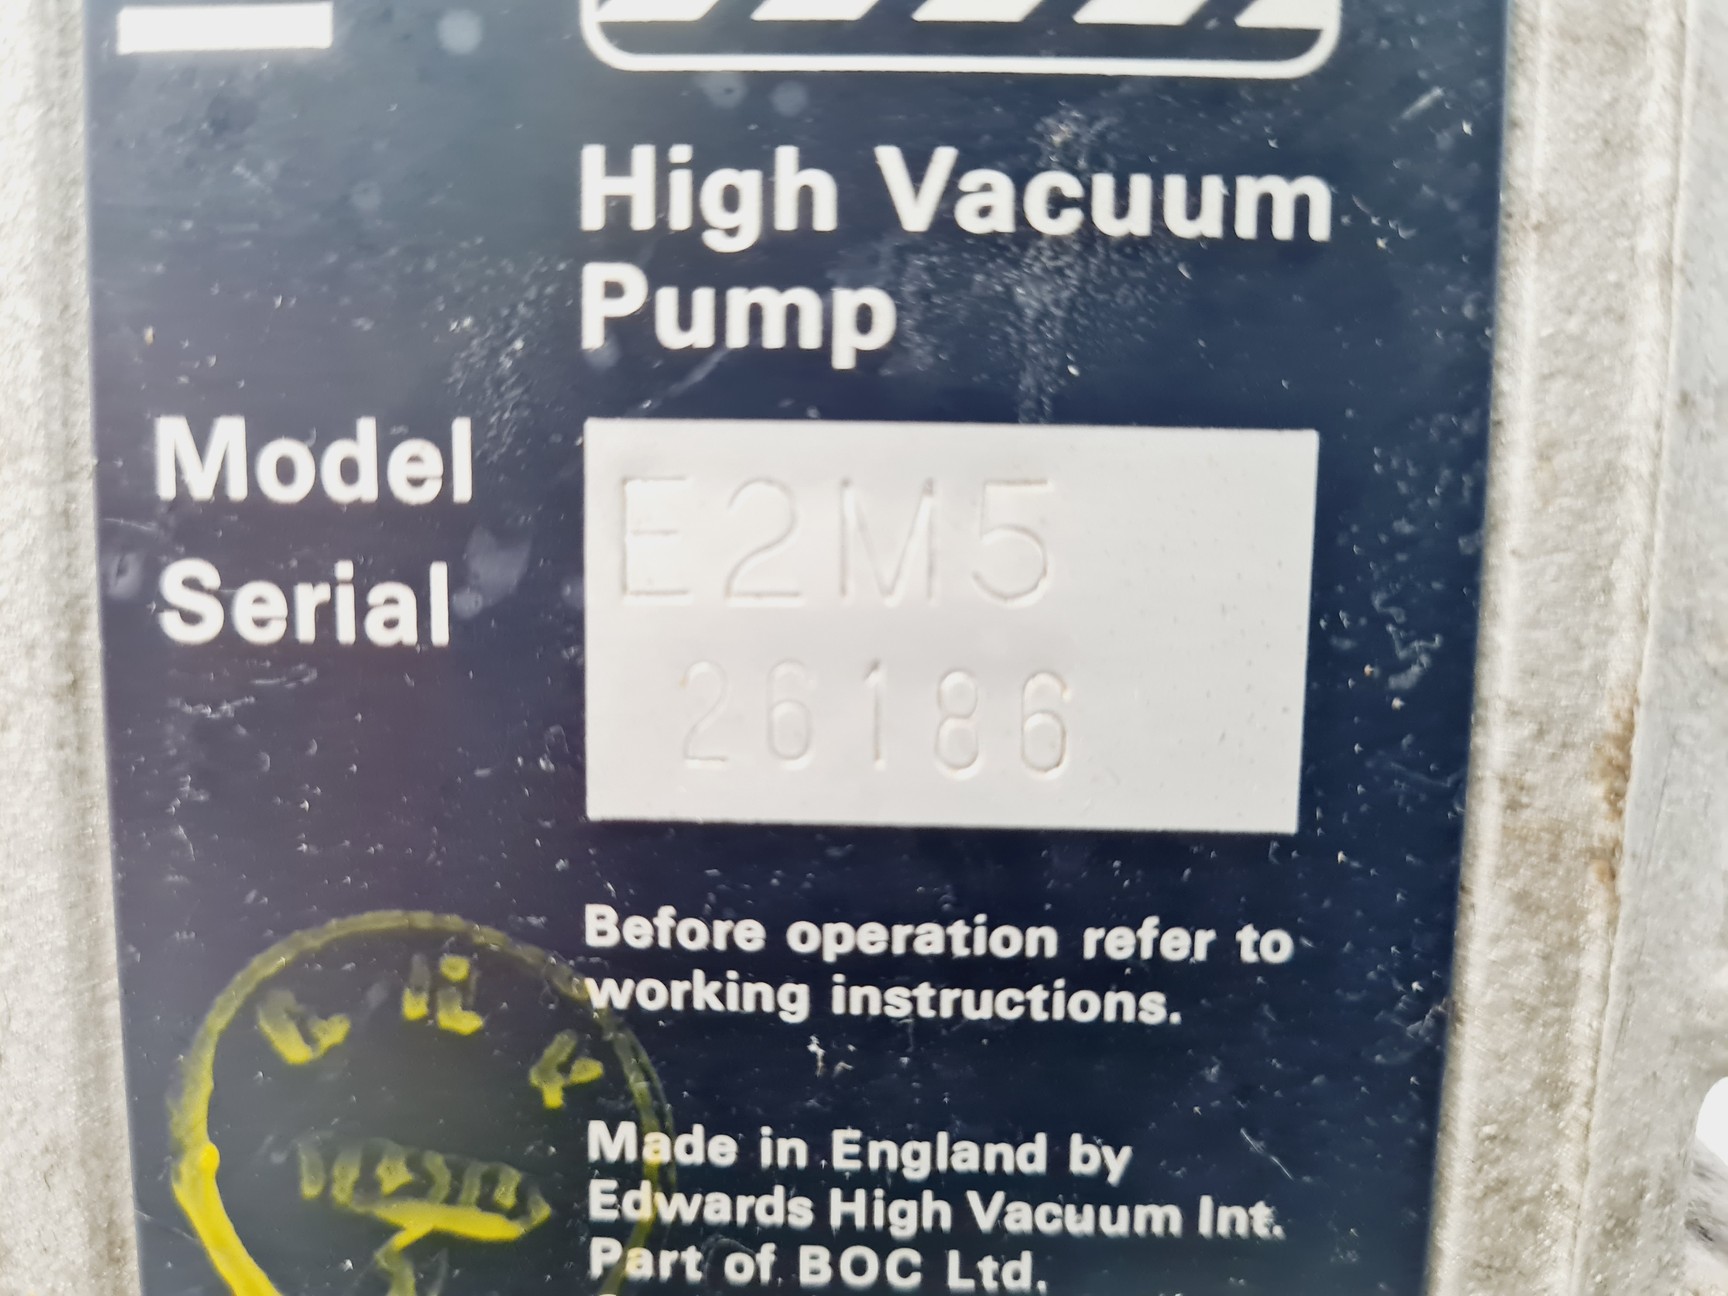 High Vacuum
Pump
Model E2M5
Serial 26186
Before operation refer to
working instructions.
Made in England by
Edwards High Vacuum Int.
Part of BOC Ltd.